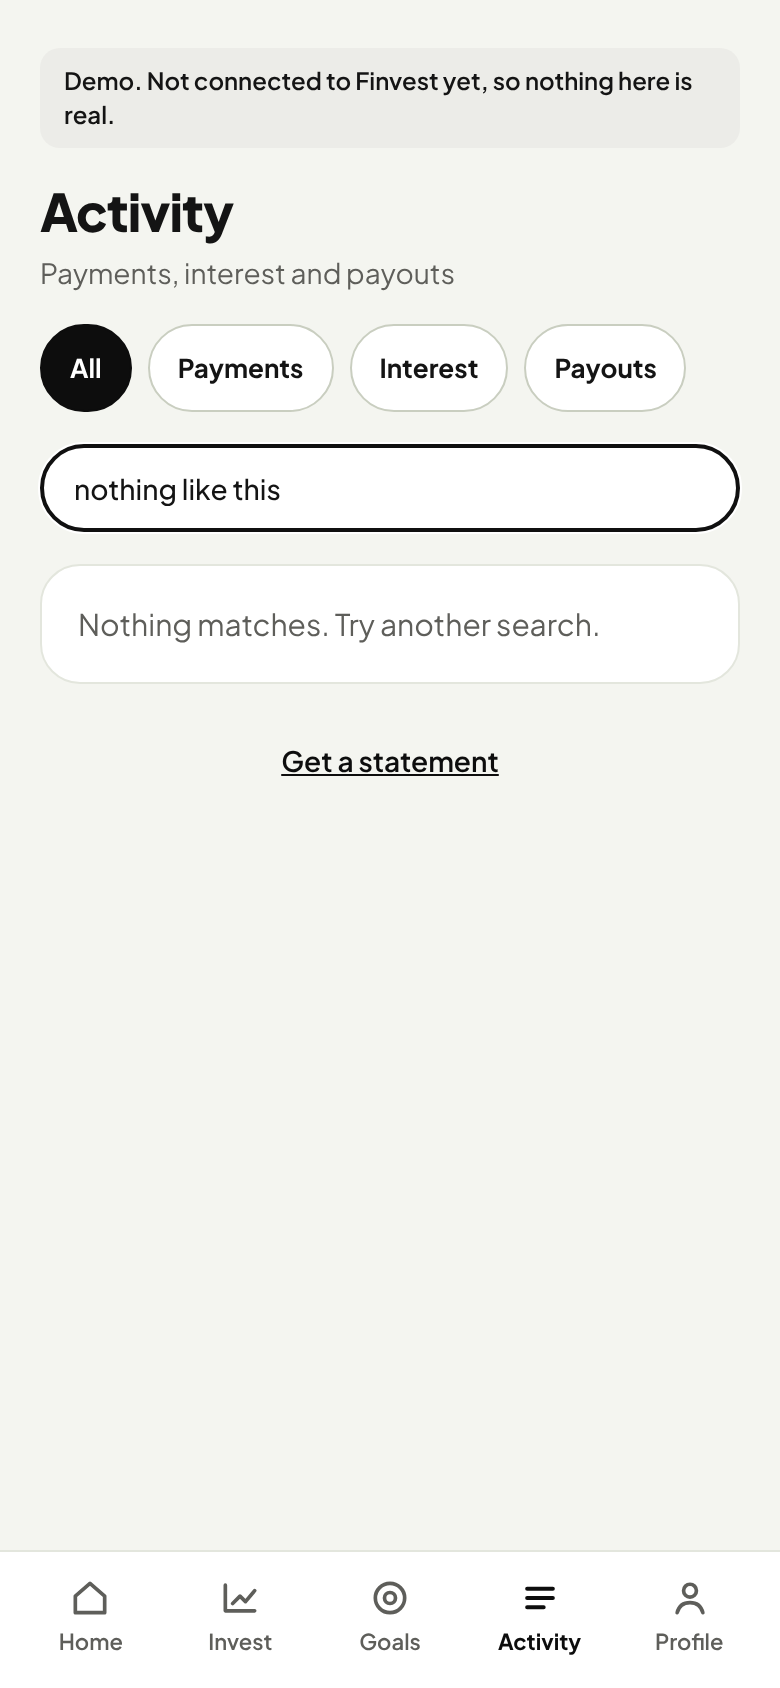 Demo. Not connected to Finvest yet, so nothing here is
real.
Activity
Payments, interest and payouts
All
Payments
Interest
Payouts
nothing like this
Nothing matches. Try another search.
Get a statement
Home
Invest
Goals
Activity
Profile